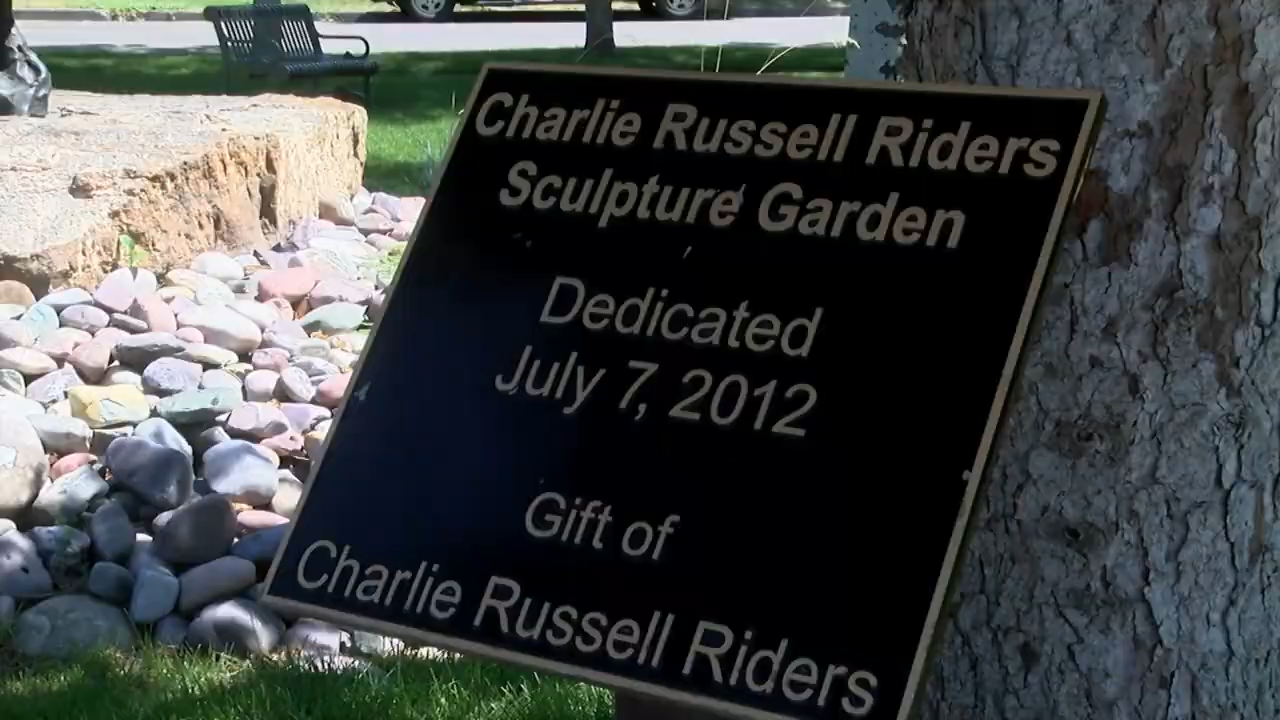 Charlie Russell Riders
Sculpture Garden
Dedicated
July 7, 2012
Gift of
Charlie Russell Riders